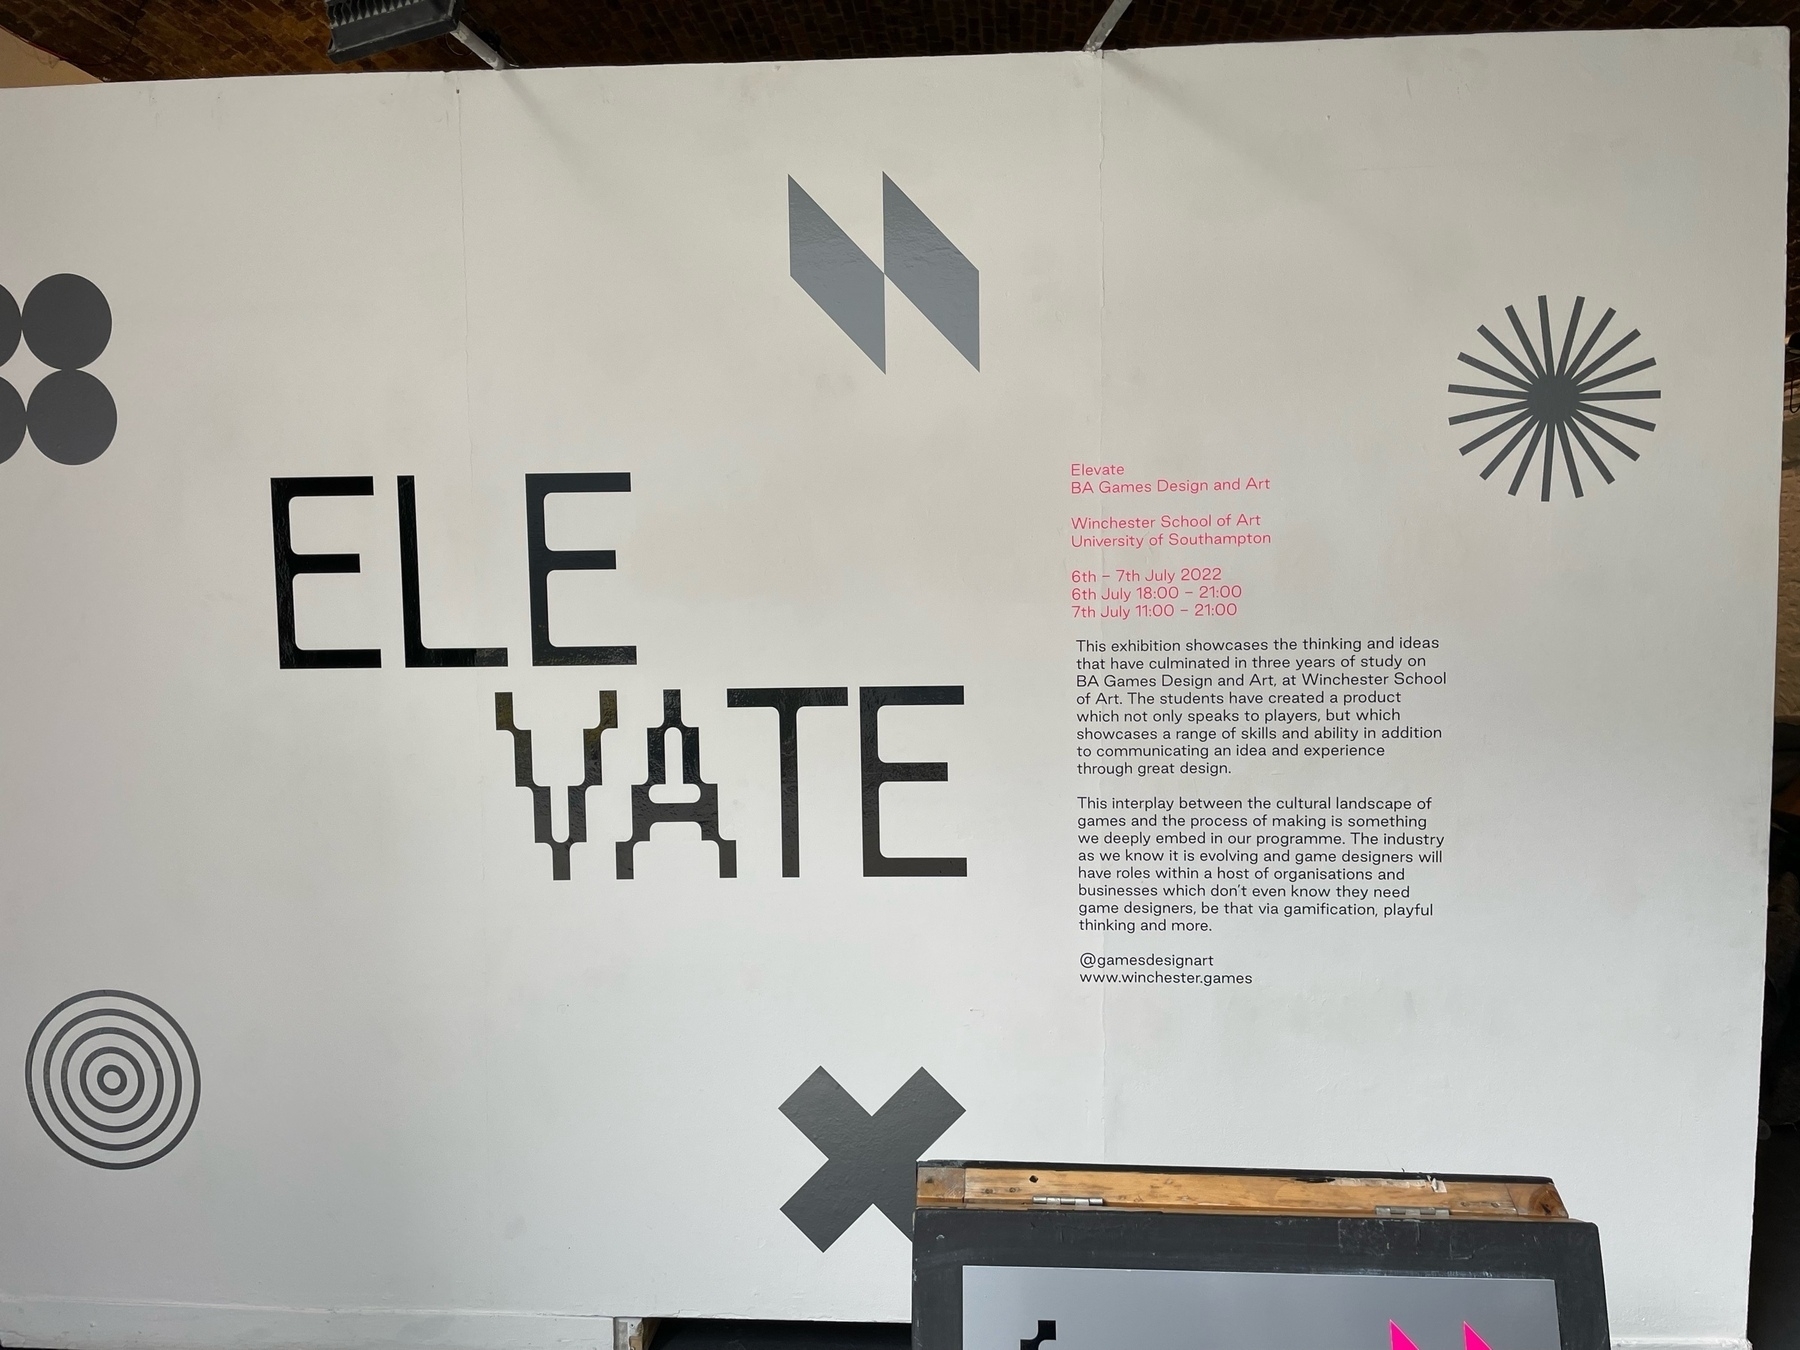 ELE
VATE
Elevate
BA Games Design and Art
Winchester School of Art
University of Southampton
6th – 7th July 2022
6th July 18:00 – 21:00
7th July 11:00 – 21:00
This exhibition showcases the thinking and ideas
that have culminated in three years of study on
BA Games Design and Art, at Winchester School
of Art. The students have created a product
which not only speaks to players, but which
showcases a range of skills and ability in addition
to communicating an idea and experience
through great design.
This interplay between the cultural landscape of
games and the process of making is something
we deeply embed in our programme. The industry
as we know it is evolving and game designers will
have roles within a host of organisations and
businesses which don't even know they need
game designers, be that via gamification, playful
thinking and more.
@gamesdesignart
www.winchester.games